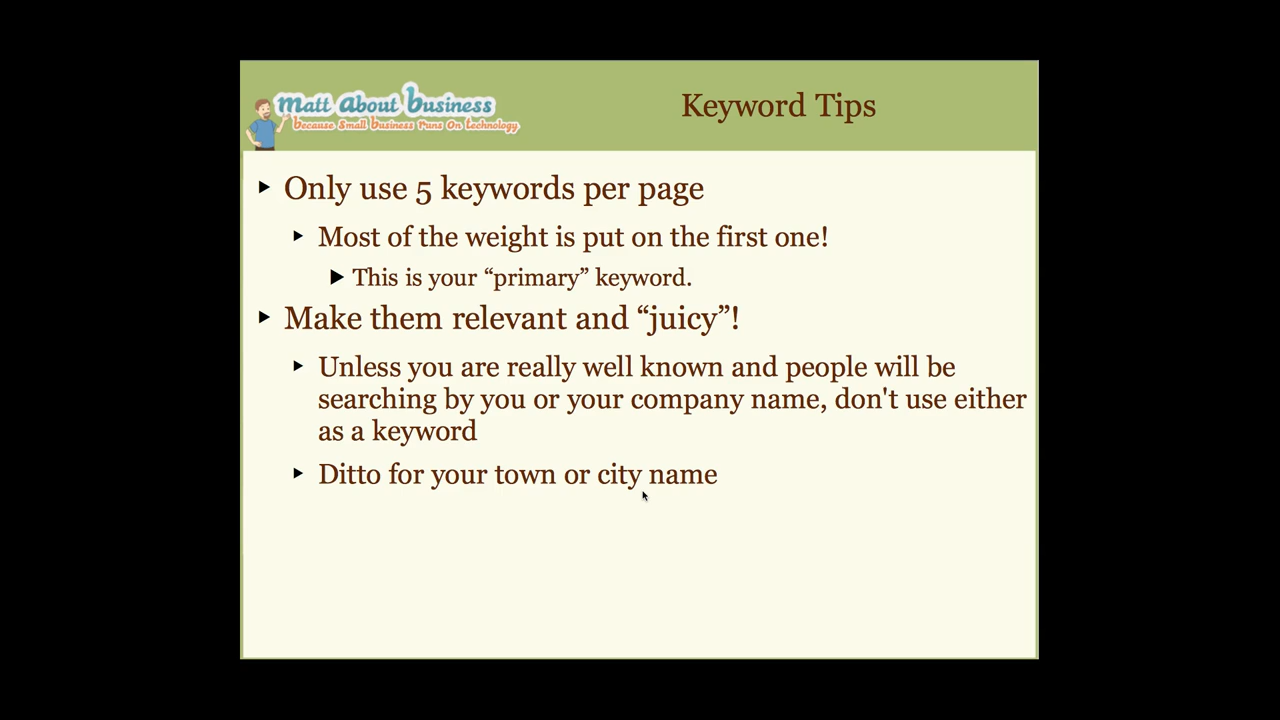 Matt About Business
Because Small Business Runs On Technology
Keyword Tips
Only use 5 keywords per page
Most of the weight is put on the first one!
This is your “primary” keyword.
Make them relevant and “juicy”!
Unless you are really well known and people will be
searching by you or your company name, don't use either
as a keyword
Ditto for your town or city name